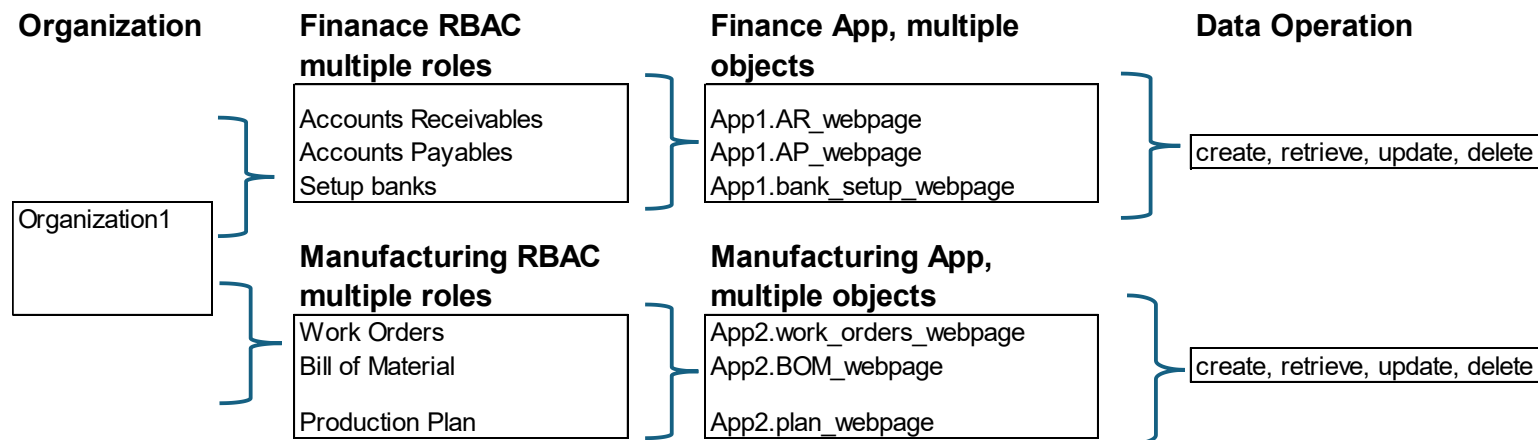 Organization
Finanace RBAC
multiple roles
Finance App, multiple
objects
Data Operation
Accounts Receivables
Accounts Payables
Setup banks
App1.AR_webpage
App1.AP_webpage
App1.bank_setup_webpage
create, retrieve, update, delete
Organization1
Manufacturing RBAC
multiple roles
Manufacturing App,
multiple objects
Work Orders
Bill of Material
Production Plan
App2.work_orders_webpage
App2.BOM_webpage
App2.plan_webpage
create, retrieve, update, delete